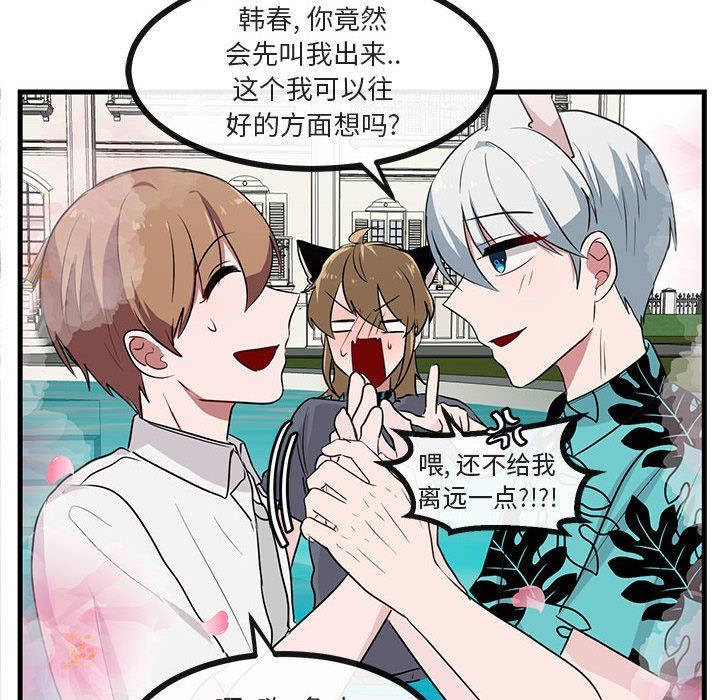 韩春, 你竟然
会先叫我出来..
这个我可以往
好的方面想吗?
喂, 还不给我
离远一点?!?!